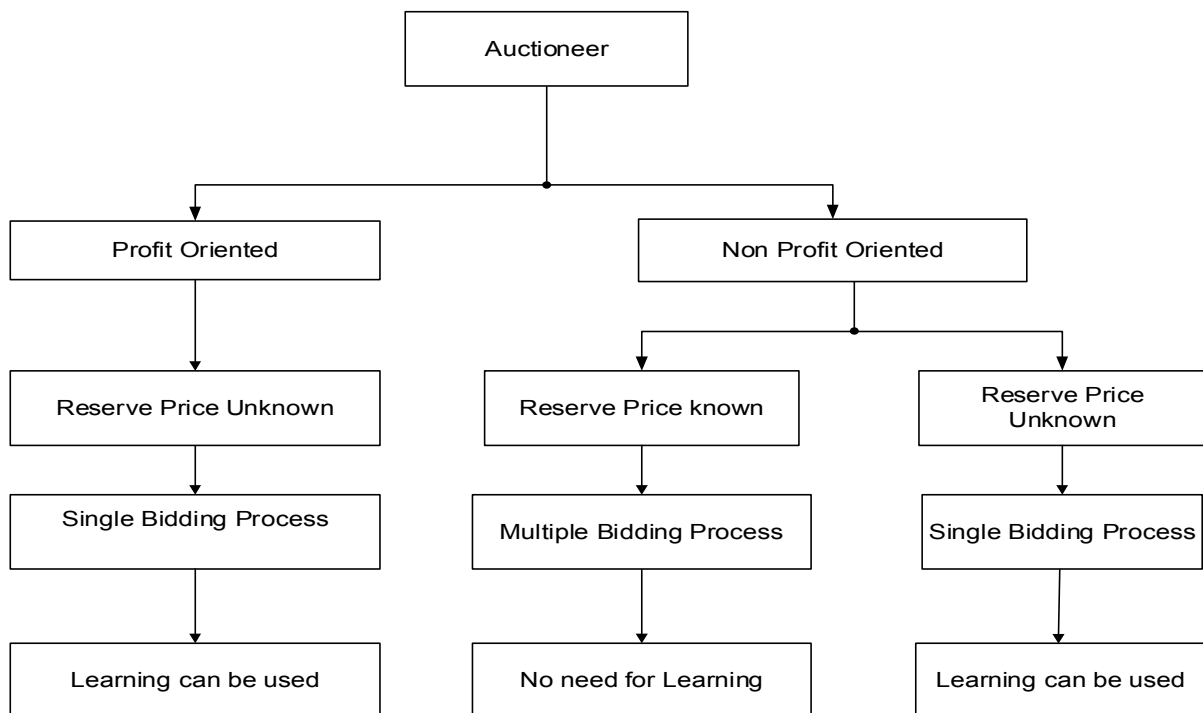 Auctioneer
Profit Oriented
Non Profit Oriented
Reserve Price Unknown
Reserve Price known
Reserve Price
Unknown
Single Bidding Process
Multiple Bidding Process
Single Bidding Process
Learning can be used
No need for Learning
Learning can be used